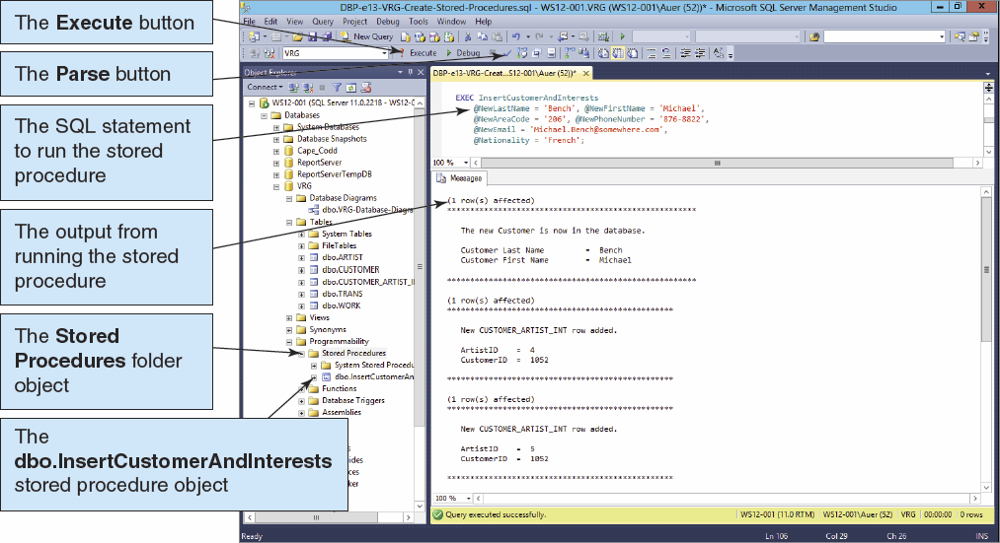 The Execute button
The Parse button
The SQL statement
to run the stored
procedure
The output from
running the stored
procedure
The Stored
Procedures folder
object
The
dbo.InsertCustomerAndInterests
stored procedure object
DBP-e13-VRG-Create-Stored-Procedures.sql - WS12-001.VRG (WS12-001\Auer (52))* - Microsoft SQL Server Management Studio
File Edit View Query Project Debug Tools Window Help
New Query
VRG Execute Debug
Object Explorer
Connect
WS12-001 (SQL Server 11.0.2218 - WS12-0
Databases
System Databases
Database Snapshots
Cape_Codd
ReportServer
ReportServerTempDB
VRG
Database Diagrams
dbo.VRG-Database-Diagra
Tables
System Tables
FileTables
dbo.ARTIST
dbo.CUSTOMER
dbo.CUSTOMER_ARTIST_I
dbo.TRANS
dbo.WORK
Views
Synonyms
Programmability
Stored Procedures
System Stored Procedu
dbo.InsertCustomerAn
Functions
Database Triggers
Assemblies
DBP-e13-VRG-Creat...S12-001\Auer (52))*
EXEC InsertCustomerAndInterests
@NewLastName = 'Bench', @NewFirstName = 'Michael',
@NewAreaCode = '206', @NewPhoneNumber = '876-8822',
@NewEmail = 'Michael.Bench@somewhere.com',
@Nationality = 'French';
100 %
Messages
(1 row(s) affected)
******************************************************
The new Customer is now in the database.
Customer Last Name = Bench
Customer First Name = Michael
******************************************************
(1 row(s) affected)
*************************************************
New CUSTOMER_ARTIST_INT row added.
ArtistID = 4
CustomerID = 1052
*************************************************
(1 row(s) affected)
*************************************************
New CUSTOMER_ARTIST_INT row added.
ArtistID = 5
CustomerID = 1052
*************************************************
100 %
Query executed successfully. WS12-001 (11.0 RTM) WS12-001\Auer (52) VRG 00:00:00 0 rows
Ready Ln 106 Col 29 Ch 26 INS